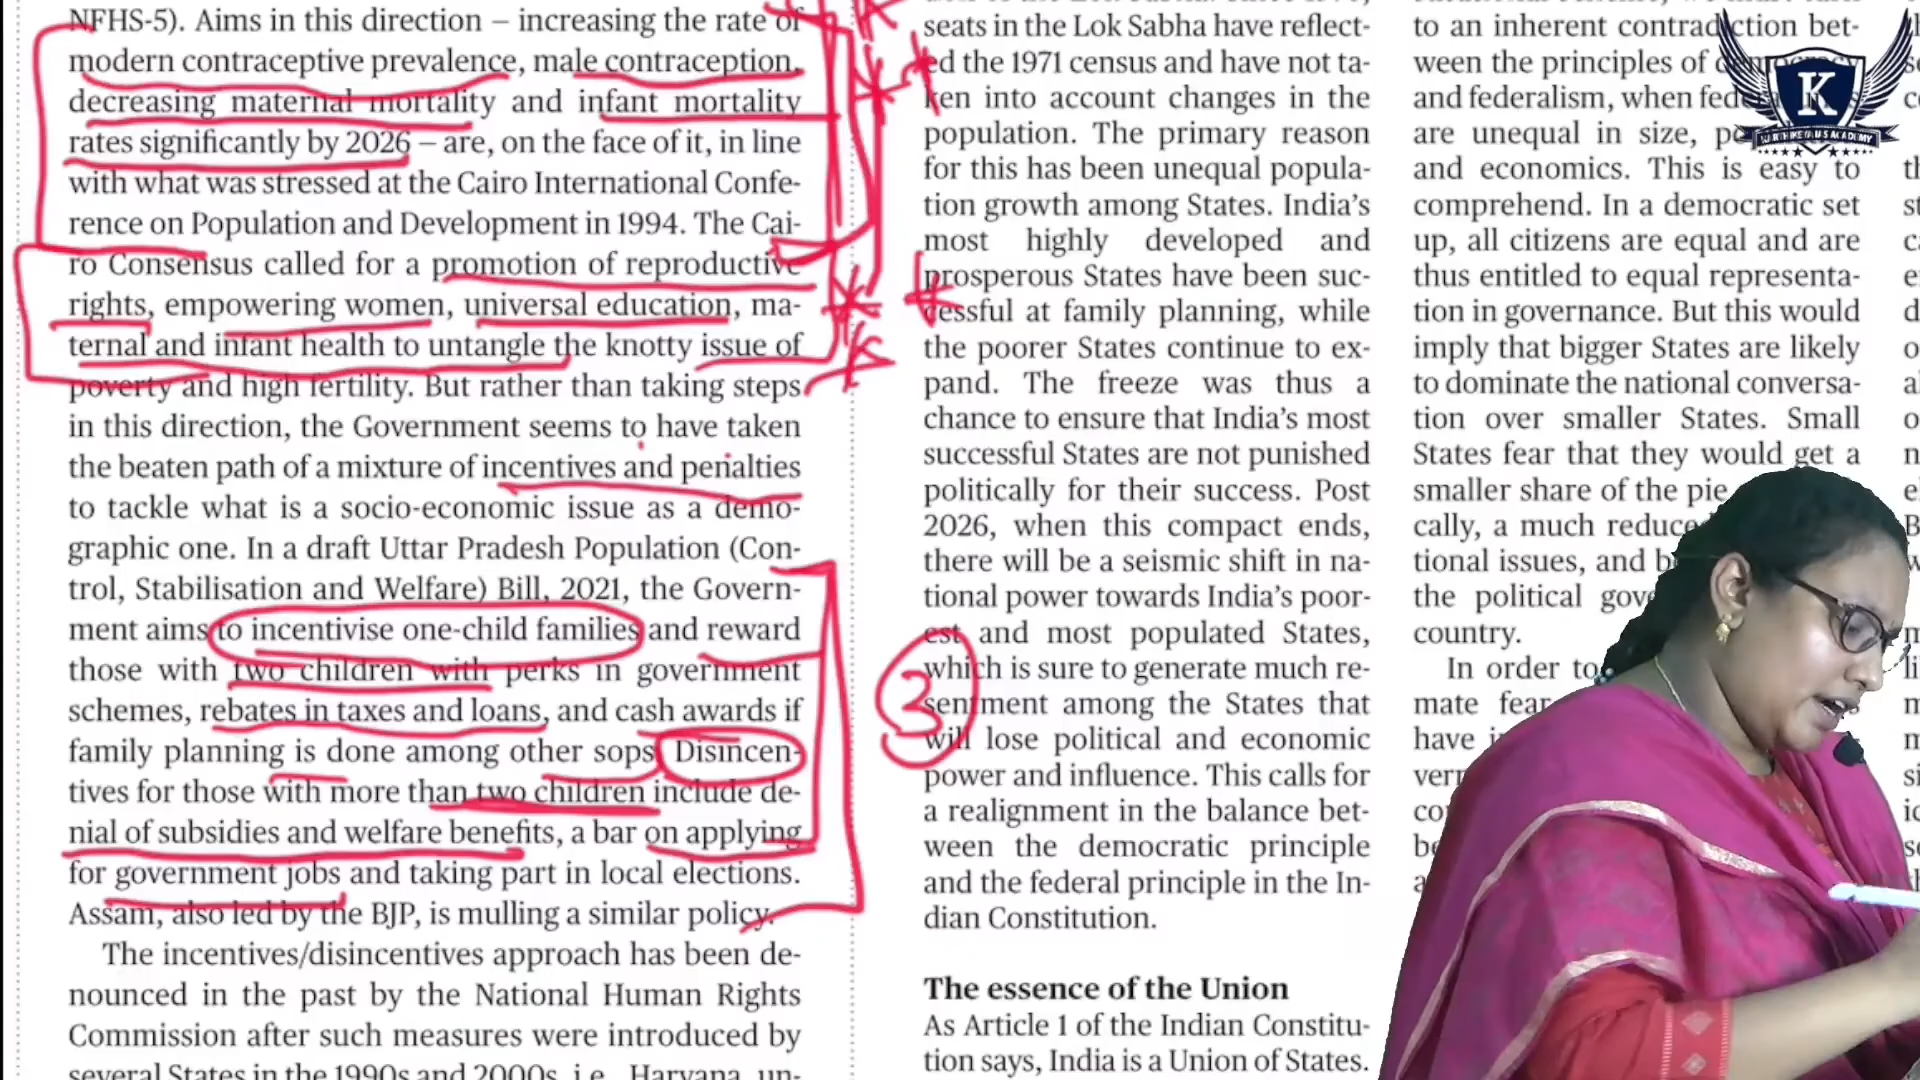 NFHS-5). Aims in this direction – increasing the rate of
modern contraceptive prevalence, male contraception,
decreasing maternal mortality and infant mortality
rates significantly by 2026 – are, on the face of it, in line
with what was stressed at the Cairo International Confe-
rence on Population and Development in 1994. The Cai-
ro Consensus called for a promotion of reproductive
rights, empowering women, universal education, ma-
ternal and infant health to untangle the knotty issue of
poverty and high fertility. But rather than taking steps
in this direction, the Government seems to have taken
the beaten path of a mixture of incentives and penalties
to tackle what is a socio-economic issue as a demo-
graphic one. In a draft Uttar Pradesh Population (Con-
trol, Stabilisation and Welfare) Bill, 2021, the Govern-
ment aims to incentivise one-child families and reward
those with two children with perks in government
schemes, rebates in taxes and loans, and cash awards if
family planning is done among other sops. Disincen-
tives for those with more than two children include de-
nial of subsidies and welfare benefits, a bar on applying
for government jobs and taking part in local elections.
Assam, also led by the BJP, is mulling a similar policy.
The incentives/disincentives approach has been de-
nounced in the past by the National Human Rights
Commission after such measures were introduced by
several States in the 1990s and 2000s, i.e., Haryana, un-
3
seats in the Lok Sabha have reflect-
ed the 1971 census and have not ta-
ken into account changes in the
population. The primary reason
for this has been unequal popula-
tion growth among States. India's
most highly developed and
prosperous States have been suc-
cessful at family planning, while
the poorer States continue to ex-
pand. The freeze was thus a
chance to ensure that India's most
successful States are not punished
politically for their success. Post
2026, when this compact ends,
there will be a seismic shift in na-
tional power towards India's poor-
est and most populated States,
which is sure to generate much re-
sentment among the States that
will lose political and economic
power and influence. This calls for
a realignment in the balance bet-
ween the democratic principle
and the federal principle in the In-
dian Constitution.
The essence of the Union
As Article 1 of the Indian Constitu-
tion says, India is a Union of States.
to an inherent contradiction bet-
ween the principles of democracy
and federalism, when
are unequal in size,
and economics. This is easy to
comprehend. In a democratic set
up, all citizens are equal and are
thus entitled to equal representa-
tion in governance. But this would
imply that bigger States are likely
to dominate the national conversa-
tion over smaller States. Small
States fear that they would get a
smaller share of the pie
cally, a much
tional issues, and
the political
country.
In order to
mate
have
K